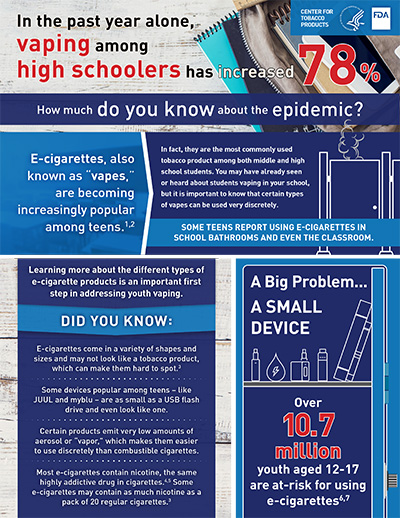 In the past year alone,
vaping among
high schoolers has increased 78%
CENTER FOR
TOBACCO
PRODUCTS
FDA
How much do you know about the epidemic?
E-cigarettes, also
known as "vapes,"
are becoming
increasingly popular
among teens.1,2
In fact, they are the most commonly used
tobacco product among both middle and high
school students. You may have already seen
or heard about students vaping in your school,
but it is important to know that certain types
of vapes can be used very discretely.
SOME TEENS REPORT USING E-CIGARETTES IN
SCHOOL BATHROOMS AND EVEN THE CLASSROOM.
Learning more about the different types of
e-cigarette products is an important first
step in addressing youth vaping.
DID YOU KNOW:
E-cigarettes come in a variety of shapes and
sizes and may not look like a tobacco product,
which can make them hard to spot.3
Some devices popular among teens – like
JUUL and myblu – are as small as a USB flash
drive and even look like one.
Certain products emit very low amounts of
aerosol or "vapor," which makes them easier
to use discretely than combustible cigarettes.
Most e-cigarettes contain nicotine, the same
highly addictive drug in cigarettes.4,5 Some
e-cigarettes may contain as much nicotine as a
pack of 20 regular cigarettes.3
A Big Problem...
A SMALL
DEVICE
Over
10.7
million
youth aged 12-17
are at-risk for using
e-cigarettes6,7